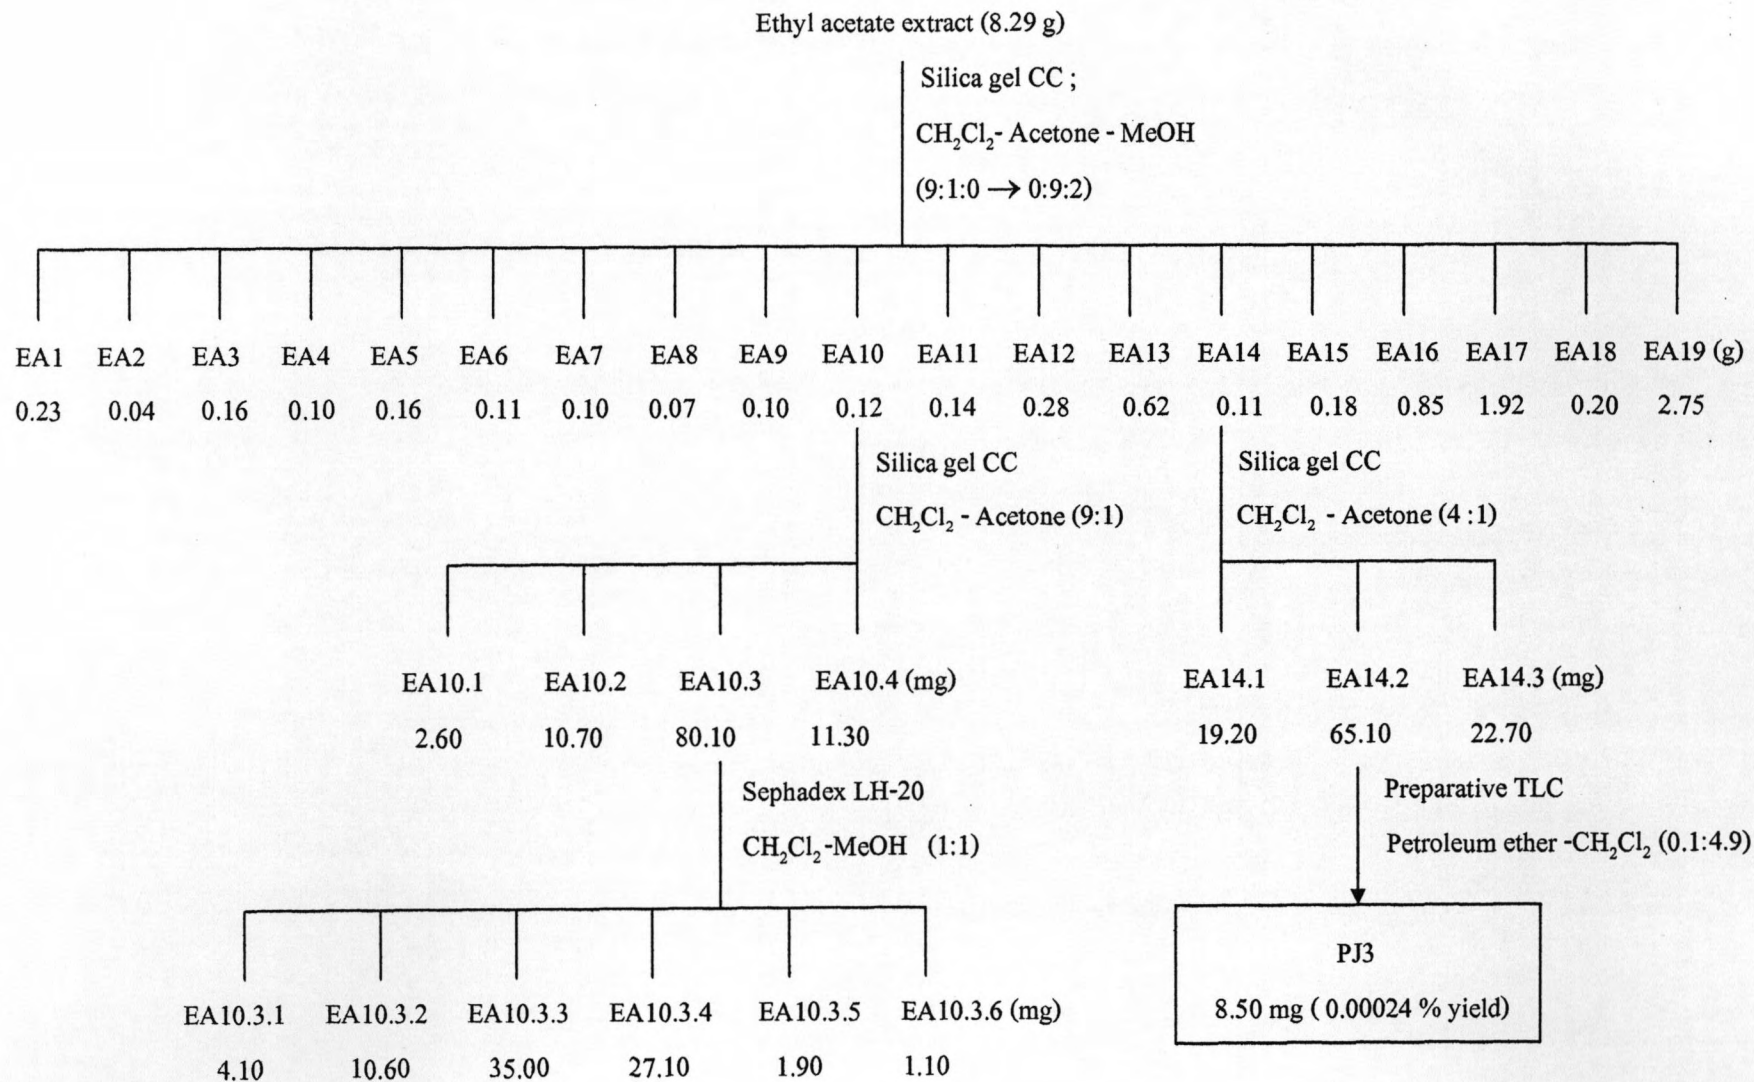 Ethyl acetate extract (8.29 g)
Silica gel CC ;
CH₂Cl₂- Acetone - MeOH
(9:1:0 → 0:9:2)
EA1 EA2 EA3 EA4 EA5 EA6 EA7 EA8 EA9 EA10 EA11 EA12 EA13 EA14 EA15 EA16 EA17 EA18 EA19 (g)
0.23 0.04 0.16 0.10 0.16 0.11 0.10 0.07 0.10 0.12 0.14 0.28 0.62 0.11 0.18 0.85 1.92 0.20 2.75
Silica gel CC Silica gel CC
CH₂Cl₂ - Acetone (9:1) CH₂Cl₂ - Acetone (4 :1)
EA10.1 EA10.2 EA10.3 EA10.4 (mg) EA14.1 EA14.2 EA14.3 (mg)
2.60 10.70 80.10 11.30 19.20 65.10 22.70
Sephadex LH-20 Preparative TLC
CH₂Cl₂-MeOH (1:1) Petroleum ether -CH₂Cl₂ (0.1:4.9)
PJ3
8.50 mg ( 0.00024 % yield)
EA10.3.1 EA10.3.2 EA10.3.3 EA10.3.4 EA10.3.5 EA10.3.6 (mg)
4.10 10.60 35.00 27.10 1.90 1.10